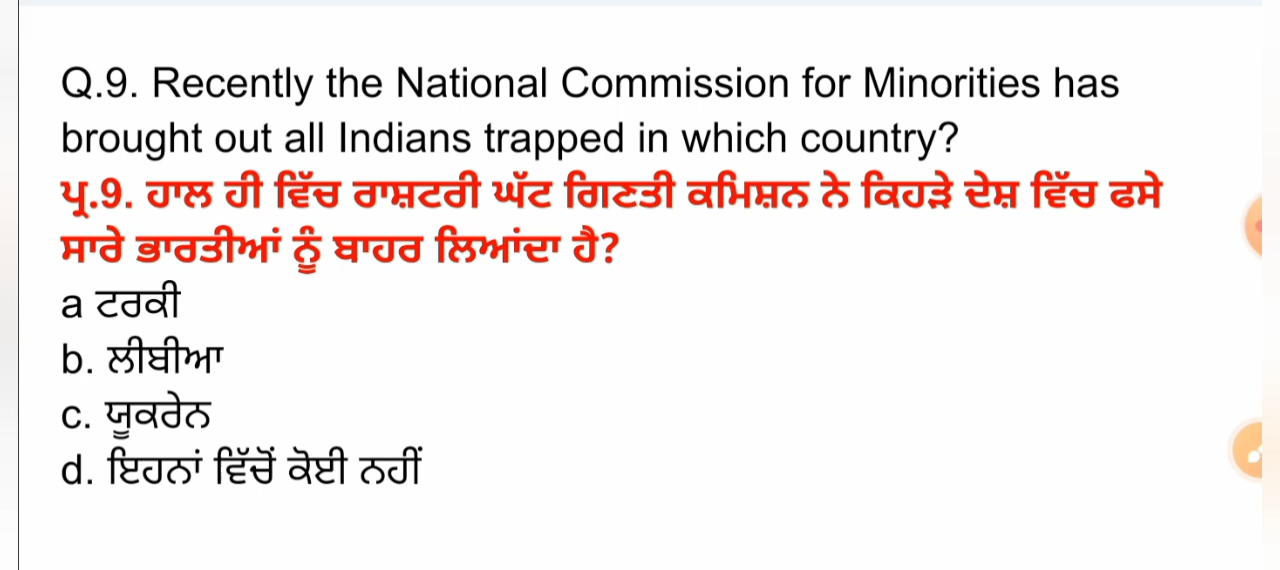 Q.9. Recently the National Commission for Minorities has
brought out all Indians trapped in which country?
ਪ੍ਰ.9. ਹਾਲ ਹੀ ਵਿੱਚ ਰਾਸ਼ਟਰੀ ਘੱਟ ਗਿਣਤੀ ਕਮਿਸ਼ਨ ਨੇ ਕਿਹੜੇ ਦੇਸ਼ ਵਿੱਚ ਫਸੇ
ਸਾਰੇ ਭਾਰਤੀਆਂ ਨੂੰ ਬਾਹਰ ਲਿਆਂਦਾ ਹੈ?
a ਟਰਕੀ
b. ਲੀਬੀਆ
c. ਯੂਕਰੇਨ
d. ਇਹਨਾਂ ਵਿੱਚੋਂ ਕੋਈ ਨਹੀਂ